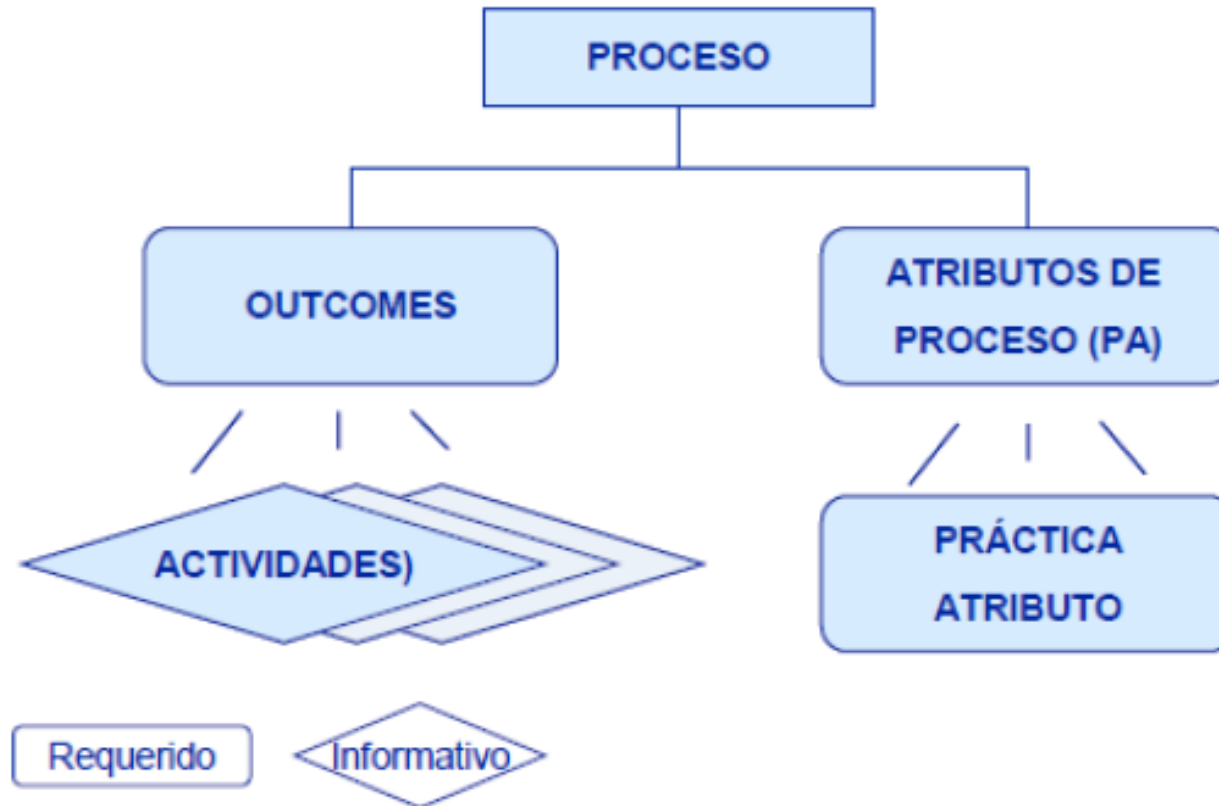 PROCESO
OUTCOMES
ATRIBUTOS DE
PROCESO (PA)
ACTIVIDADES)
PRÁCTICA
ATRIBUTO
Requerido
Informativo